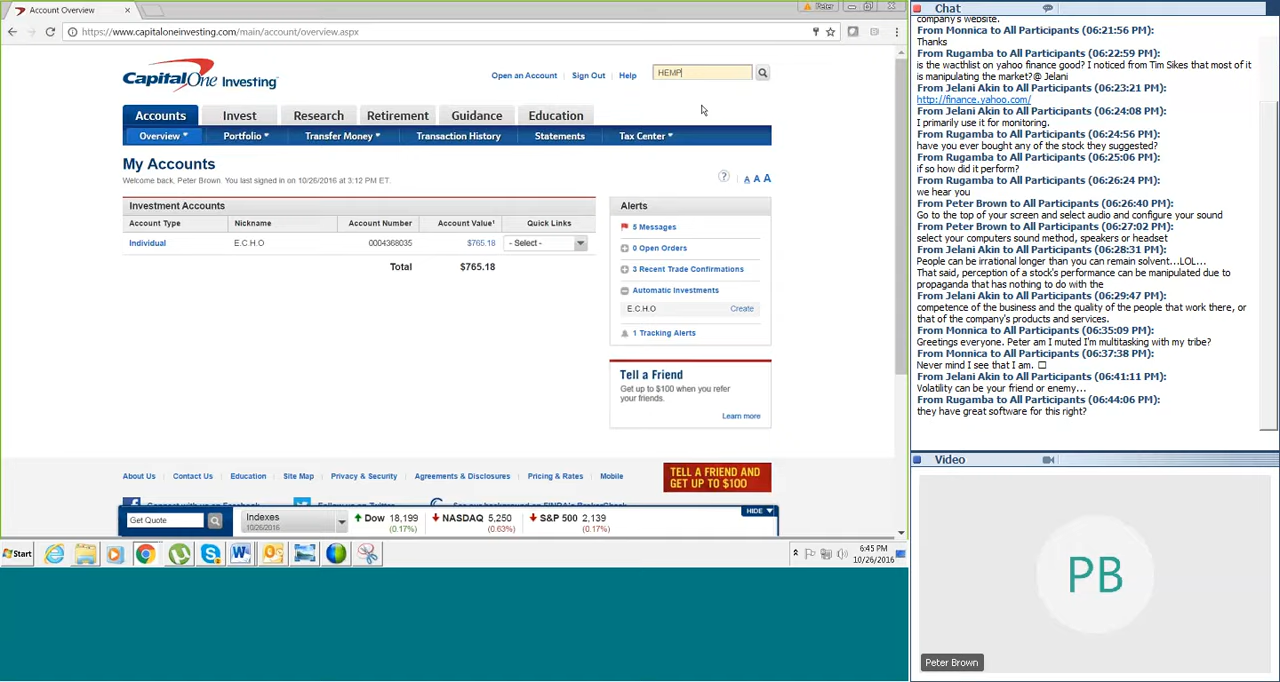 Account Overview
Peter
https://www.capitaloneinvesting.com/main/account/overview.aspx
Capital One Investing
Open an Account
Sign Out
Help
HEMP
Accounts
Invest
Research
Retirement
Guidance
Education
Overview
Portfolio
Transfer Money
Transaction History
Statements
Tax Center
My Accounts
Welcome back, Peter Brown. You last signed in on 10/26/2016 at 3:12 PM ET.
? A A A
Investment Accounts
Account Type Nickname Account Number Account Value¹ Quick Links
Individual E.C.H.O 0004368035 $765.18 - Select -
Total $765.18
Alerts
5 Messages
0 Open Orders
3 Recent Trade Confirmations
Automatic Investments
E.C.H.O Create
1 Tracking Alerts
Tell a Friend
Get up to $100 when you refer
your friends.
Learn more
About Us
Contact Us
Education
Site Map
Privacy & Security
Agreements & Disclosures
Pricing & Rates
Mobile
TELL A FRIEND AND
GET UP TO $100
Connect with us on Facebook
Follow us on Twitter
See our background on FINRA's BrokerCheck
HIDE
Get Quote
Indexes
10/26/2016
Dow 18,199
(0.17%)
NASDAQ 5,250
(0.63%)
S&P 500 2,139
(0.17%)
Start
6:45 PM
10/26/2016
Chat
company's website.
From Monnica to All Participants (06:21:56 PM):
Thanks
From Rugamba to All Participants (06:22:59 PM):
is the wacthlist on yahoo finance good? I noticed from Tim Sikes that most of it
is manipulating the market?@ Jelani
From Jelani Akin to All Participants (06:23:21 PM):
http://finance.yahoo.com/
From Jelani Akin to All Participants (06:24:08 PM):
I primarily use it for monitoring.
From Rugamba to All Participants (06:24:56 PM):
have you ever bought any of the stock they suggested?
From Rugamba to All Participants (06:25:06 PM):
if so how did it perform?
From Rugamba to All Participants (06:26:24 PM):
we hear you
From Peter Brown to All Participants (06:26:40 PM):
Go to the top of your screen and select audio and configure your sound
From Peter Brown to All Participants (06:27:02 PM):
select your computers sound method, speakers or headset
From Jelani Akin to All Participants (06:28:31 PM):
People can be irrational longer than you can remain solvent...LOL...
That said, perception of a stock's performance can be manipulated due to
propaganda that has nothing to do with the
From Jelani Akin to All Participants (06:29:47 PM):
competence of the business and the quality of the people that work there, or
that of the company's products and services.
From Monnica to All Participants (06:35:09 PM):
Greetings everyone. Peter am I muted I'm multitasking with my tribe?
From Monnica to All Participants (06:37:38 PM):
Never mind I see that I am. □
From Jelani Akin to All Participants (06:41:11 PM):
Volatility can be your friend or enemy...
From Rugamba to All Participants (06:44:06 PM):
they have great software for this right?
Video
PB
Peter Brown